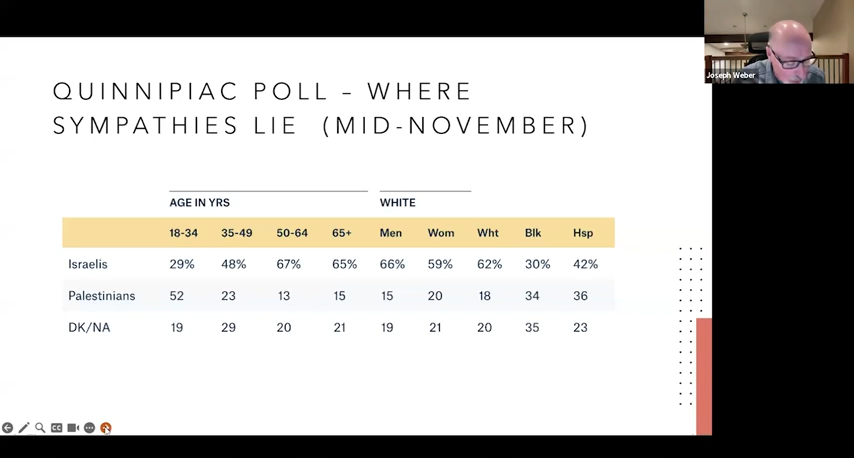 Joseph Weber
QUINNIPIAC POLL – WHERE
SYMPATHIES LIE (MID-NOVEMBER)
AGE IN YRS WHITE
18-34 35-49 50-64 65+ Men Wom Wht Blk Hsp
Israelis 29% 48% 67% 65% 66% 59% 62% 30% 42%
Palestinians 52 23 13 15 15 20 18 34 36
DK/NA 19 29 20 21 19 21 20 35 23
CC